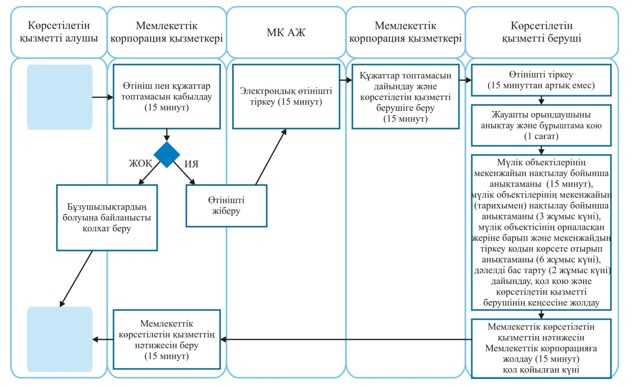 Көрсетілетін
қызметті алушы
Мемлекеттік
корпорация қызметкері
МК АЖ
Мемлекеттік
корпорация қызметкері
Көрсетілетін
қызметті беруші
Өтініш пен құжаттар
топтамасын қабылдау
(15 минут)
Электрондық өтінішті
тіркеу (15 минут)
Құжаттар топтамасын
дайындау және
көрсетілетін қызметті
берушіге беру
(15 минут)
Өтінішті тіркеу
(15 минуттан артық емес)
Жауапты орындаушыны
анықтау және бұрыштама қою
(1 сағат)
ЖОҚ
ИЯ
Бұзушылықтардың
болуына байланысты
қолхат беру
Өтінішті
жіберу
Мүлік объектілерінің
мекенжайын нақтылау бойынша
анықтаманы (15 минут),
мүлік объектілерінің мекенжайын
(тарихымен) нақтылау бойынша
анықтаманы (3 жұмыс күні),
мүлік объектісінің орналасқан
жеріне барып және мекенжайдың
тіркеу кодын көрсете отырып
анықтаманы (6 жұмыс күні),
дәлелді бас тарту (2 жұмыс күні)
дайындау, қол қою және
көрсетілетін қызметті
берушінің кеңсесіне жолдау
Мемлекеттік
көрсетілетін қызметтің
нәтижесін беру
(15 минут)
Мемлекеттік көрсетілетін
қызметтің нәтижесін
Мемлекеттік корпорацияға
жолдау (15 минут)
қол қойылған күні